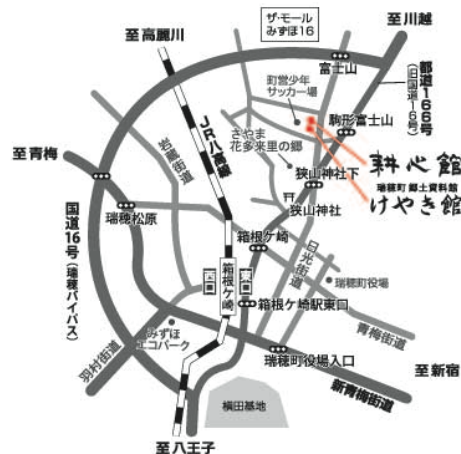 ザ・モール
みずほ16
至川越
至高麗川
富士山
都道166号
(旧国道16号)
町営少年
サッカー場
JR八高線
駒形富士山
さやま
花多来里の郷
岩蔵街道
至青梅
耕心館
狭山神社下
瑞穂町 郷土資料館
けやき館
狭山神社
瑞穂松原
箱根ケ崎
日光街道
国道16号(瑞穂バイパス)
西
東
箱根ケ崎
瑞穂町役場
箱根ケ崎駅東口
みずほ
エコパーク
青梅街道
羽村街道
瑞穂町役場入口
至新宿
新青梅街道
横田基地
至八王子